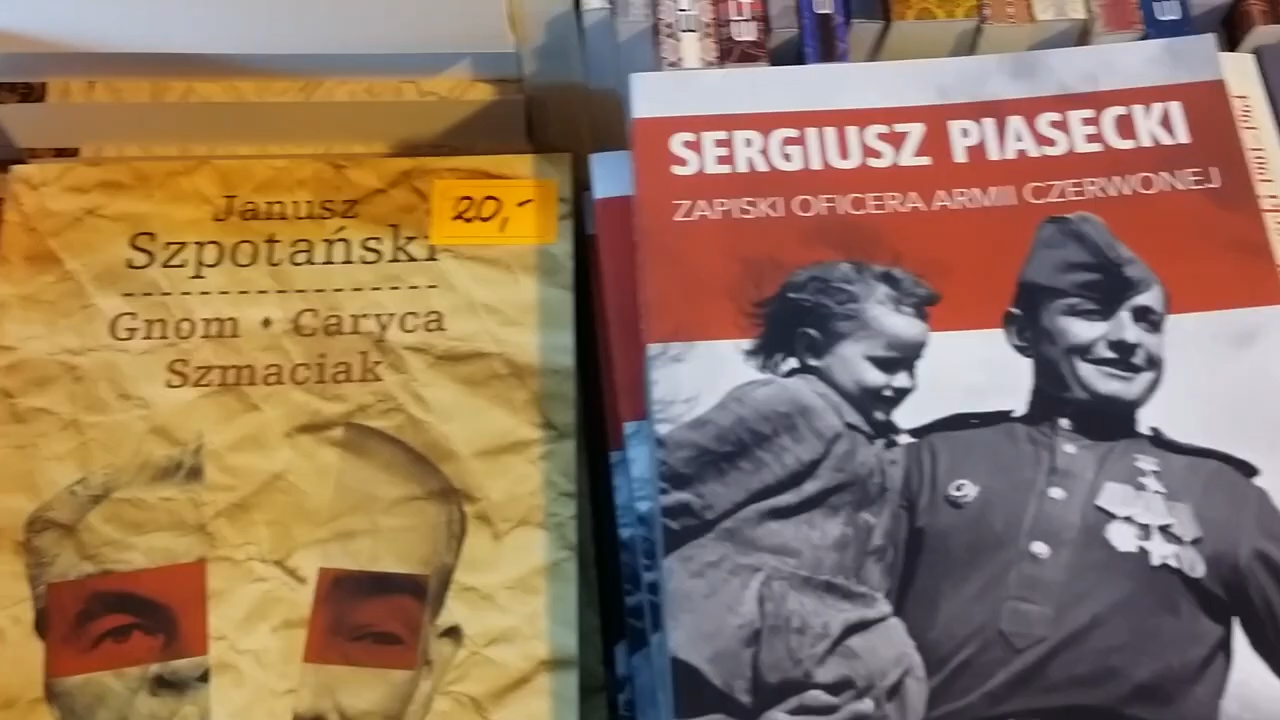 Janusz
Szpotański
20,-
Gnom • Caryca
Szmaciak
SERGIUSZ PIASECKI
ZAPISKI OFICERA ARMII CZERWONEJ